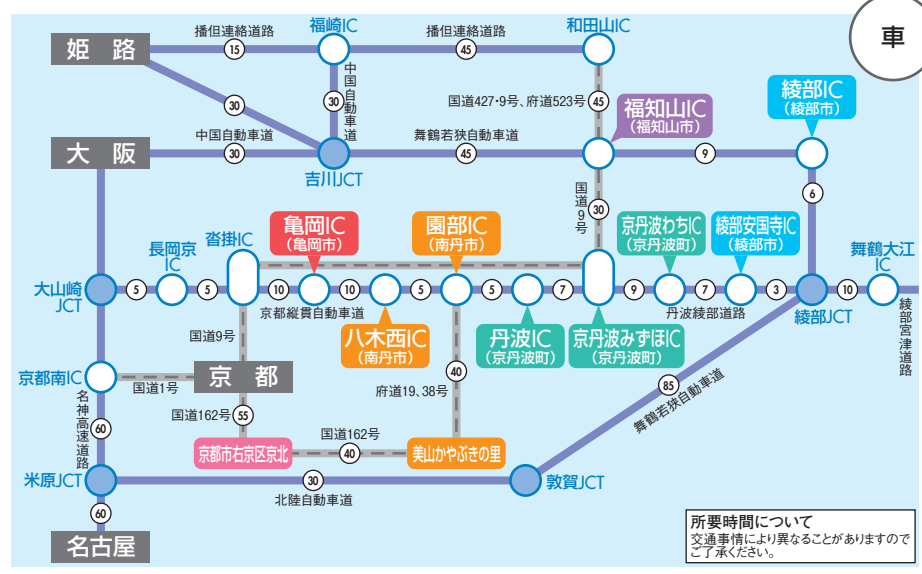 車
播但連絡道路
福崎IC
播但連絡道路
和田山IC
姫路
15
45
中国自動車道
30
30
国道427・9号、府道523号
45
福知山IC
(福知山市)
綾部IC
(綾部市)
大阪
中国自動車道
30
舞鶴若狭自動車道
45
9
吉川JCT
6
国道9号
30
長岡京
IC
沓掛IC
亀岡IC
(亀岡市)
園部IC
(南丹市)
京丹波わちIC
(京丹波町)
綾部安国寺IC
(綾部市)
舞鶴大江
IC
大山崎
JCT
5
5
10
10
5
5
7
9
7
3
10
京都縦貫自動車道
丹波綾部道路
綾部JCT
綾部宮津道路
国道9号
八木西IC
(南丹市)
丹波IC
(京丹波町)
京丹波みずほIC
(京丹波町)
京都南IC
国道1号
京都
40
府道19、38号
85
舞鶴若狭自動車道
名神高速道路
60
国道162号
55
国道162号
京都市右京区京北
40
美山かやぶきの里
米原JCT
30
北陸自動車道
敦賀JCT
60
名古屋
所要時間について
交通事情により異なることがありますので
ご了承ください。